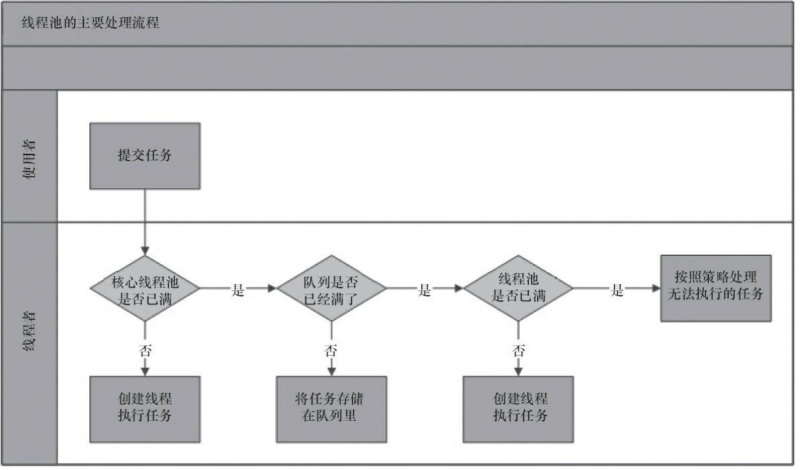 线程池的主要处理流程
使用者
提交任务
线程者
核心线程池
是否已满
是
队列是否
已经满了
是
线程池
是否已满
是
按照策略处理
无法执行的任务
否
否
否
创建线程
执行任务
将任务存储
在队列里
创建线程
执行任务